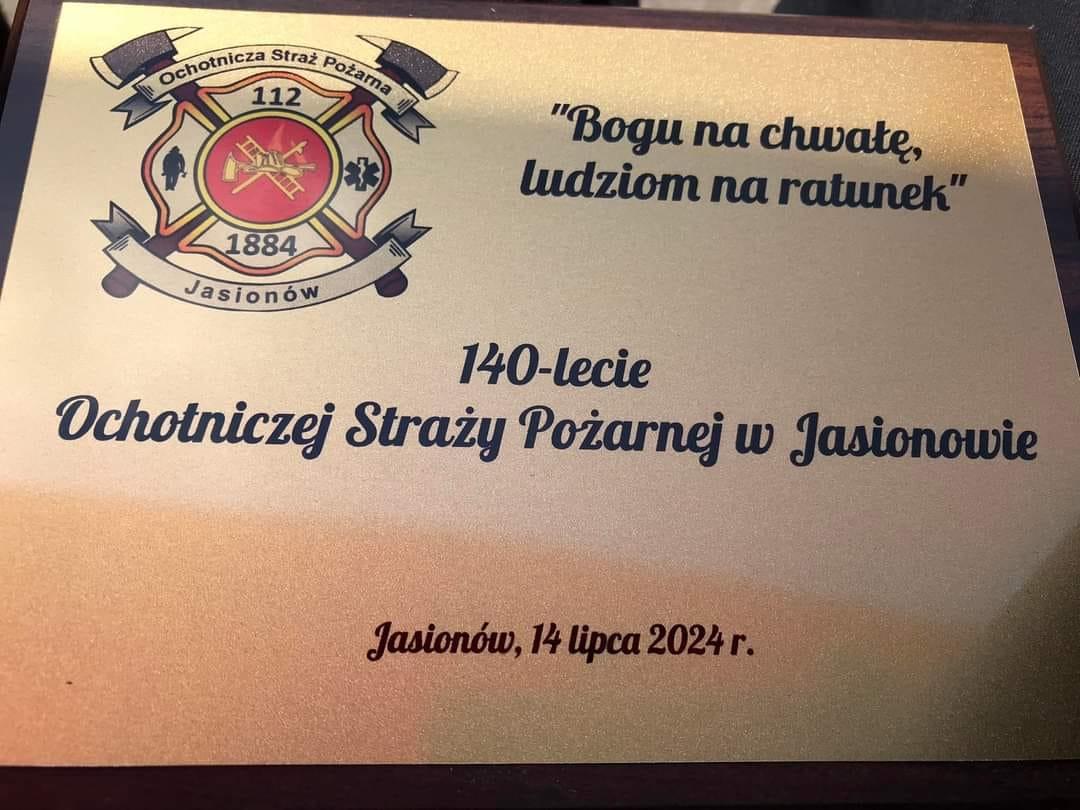 Ochotnicza Straż Pożarna
112
1884
Jasionów
"Bogu na chwałę,
ludziom na ratunek"
140-lecie
Ochotniczej Straży Pożarnej w Jasionowie
Jasionów, 14 lipca 2024 r.